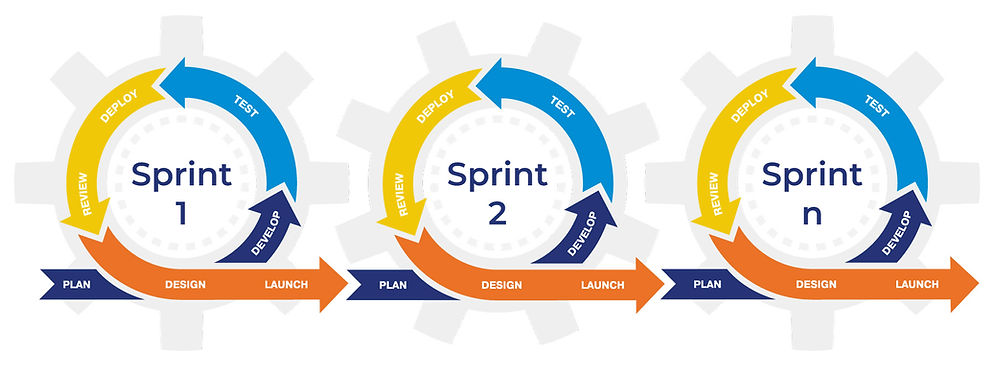 DEPLOY
TEST
REVIEW
Sprint
1
DEVELOP
PLAN
DESIGN
LAUNCH
DEPLOY
TEST
REVIEW
Sprint
2
DEVELOP
PLAN
DESIGN
LAUNCH
DEPLOY
TEST
REVIEW
Sprint
n
DEVELOP
PLAN
DESIGN
LAUNCH